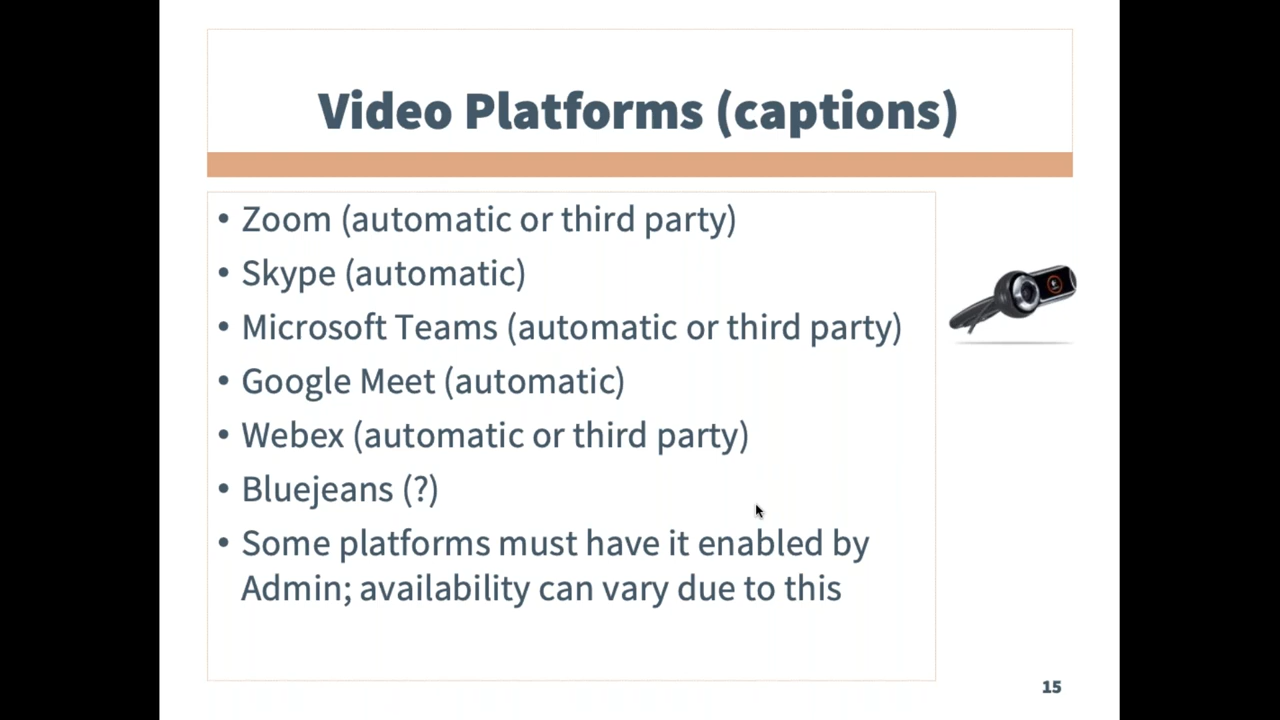 Video Platforms (captions)
• Zoom (automatic or third party)
• Skype (automatic)
• Microsoft Teams (automatic or third party)
• Google Meet (automatic)
• Webex (automatic or third party)
• Bluejeans (?)
• Some platforms must have it enabled by
Admin; availability can vary due to this
15